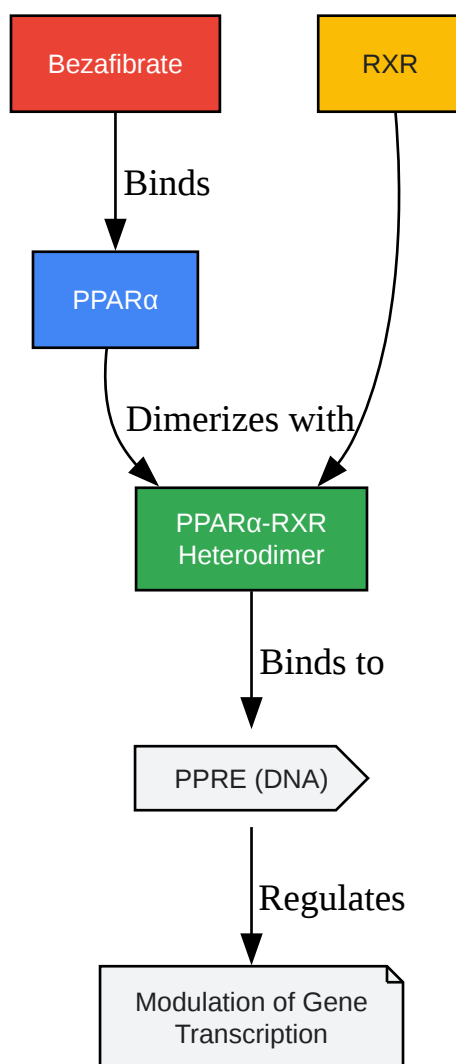 Bezafibrate
RXR
Binds
PPARα
Dimerizes with
PPARα-RXR
Heterodimer
Binds to
PPRE (DNA)
Regulates
Modulation of Gene
Transcription